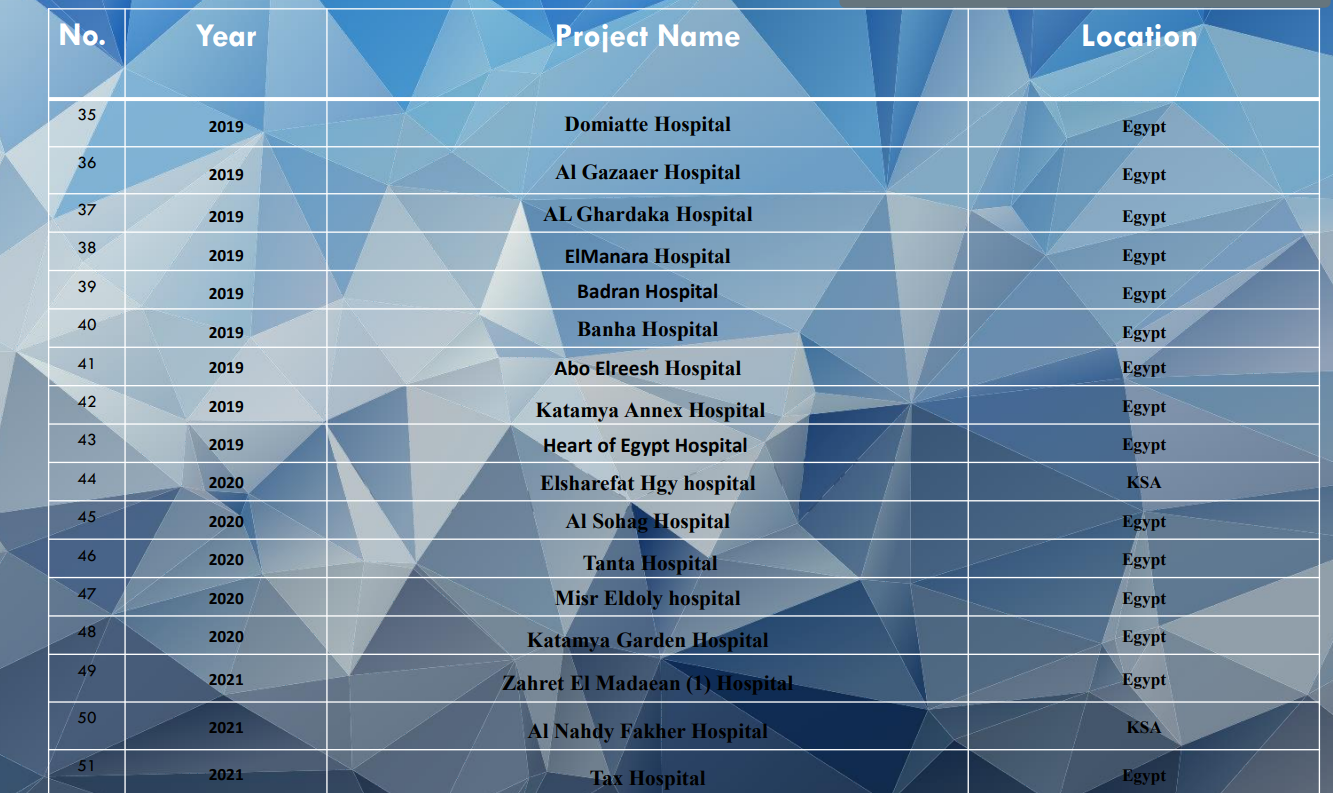 No. Year Project Name Location
35 2019 Domiatte Hospital Egypt
36 2019 Al Gazaaer Hospital Egypt
37 2019 AL Ghardaka Hospital Egypt
38 2019 ElManara Hospital Egypt
39 2019 Badran Hospital Egypt
40 2019 Banha Hospital Egypt
41 2019 Abo Elreesh Hospital Egypt
42 2019 Katamya Annex Hospital Egypt
43 2019 Heart of Egypt Hospital Egypt
44 2020 Elsharefat Hgy hospital KSA
45 2020 Al Sohag Hospital Egypt
46 2020 Tanta Hospital Egypt
47 2020 Misr Eldoly hospital Egypt
48 2020 Katamya Garden Hospital Egypt
49 2021 Zahret El Madaean (1) Hospital Egypt
50 2021 Al Nahdy Fakher Hospital KSA
51 2021 Tax Hospital Egypt